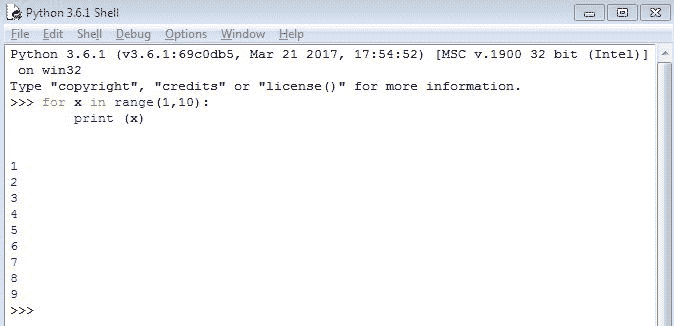 Python 3.6.1 Shell
File Edit Shell Debug Options Window Help
Python 3.6.1 (v3.6.1:69c0db5, Mar 21 2017, 17:54:52) [MSC v.1900 32 bit (Intel)]
on win32
Type "copyright", "credits" or "license()" for more information.
>>> for x in range(1,10):
print (x)
1
2
3
4
5
6
7
8
9
>>>